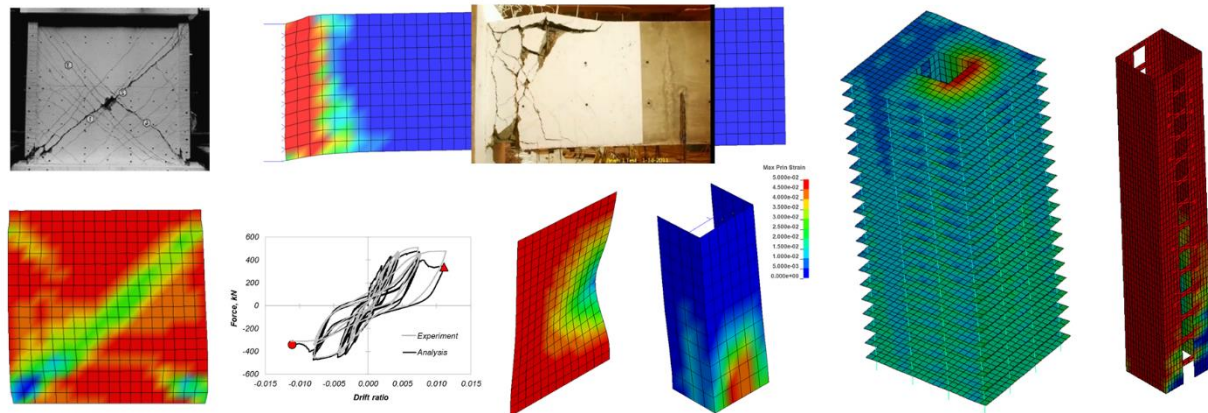 Max Prin Strain
5.000e-02
4.500e-02
4.000e-02
3.500e-02
3.000e-02
2.500e-02
2.000e-02
1.500e-02
1.000e-02
5.000e-03
0.000e+00
600
400
200
0
-200
-400
-600
Force, kN
Experiment
Analysis
-0.015 -0.010 -0.005 0.000 0.005 0.010 0.015
Drift ratio